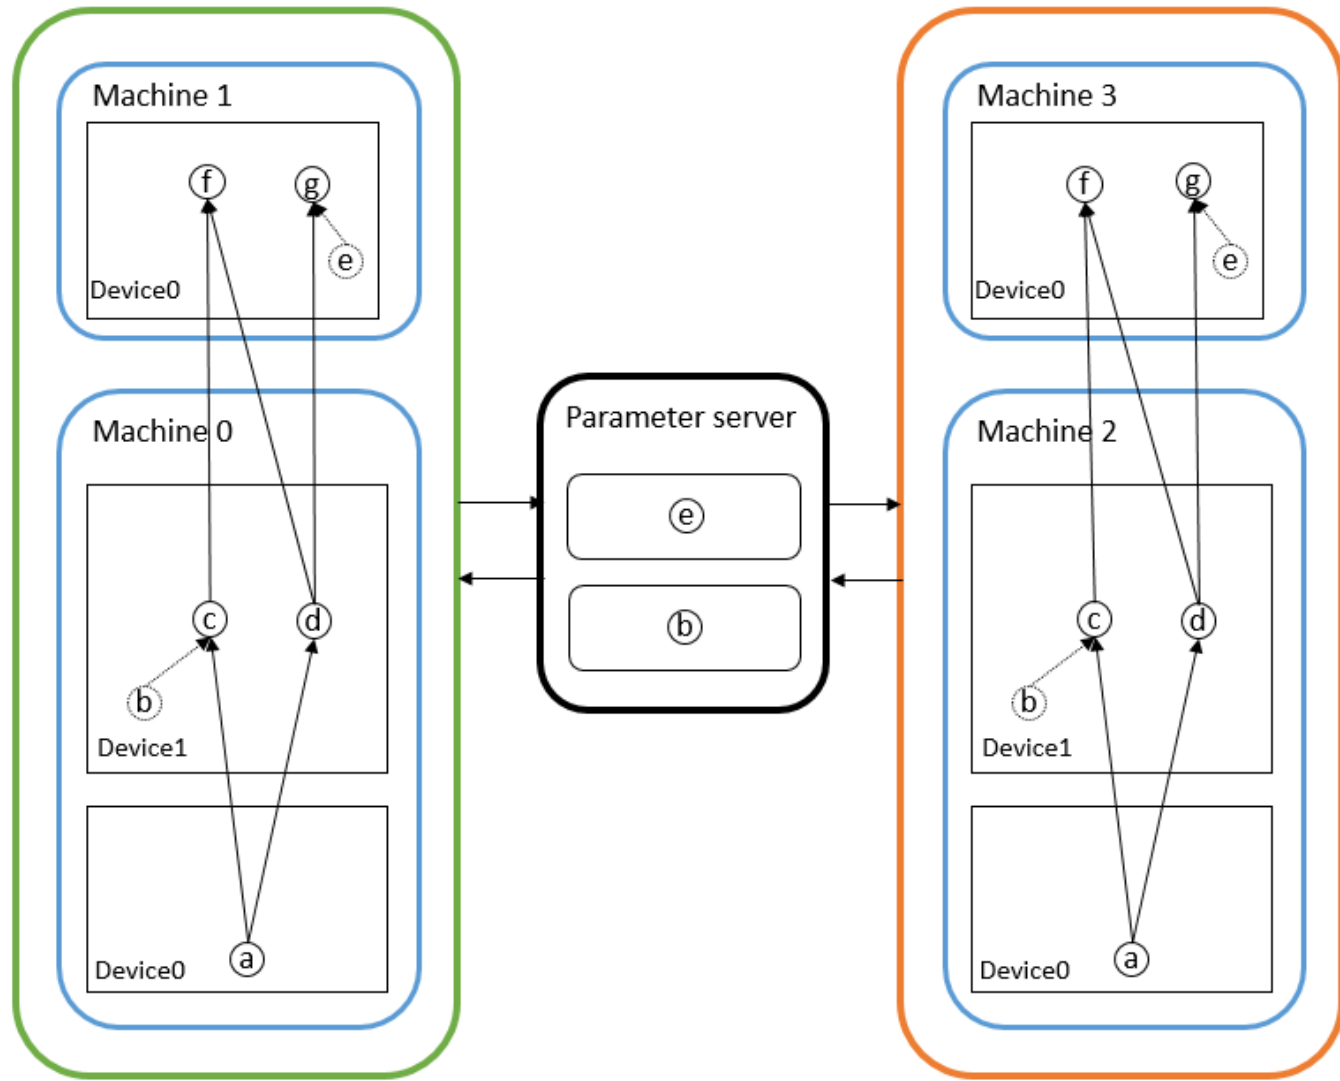 Machine 1
f
g
e
Device0
Machine 0
c
d
b
Device1
a
Device0
Parameter server
e
b
Machine 3
f
g
e
Device0
Machine 2
c
d
b
Device1
a
Device0